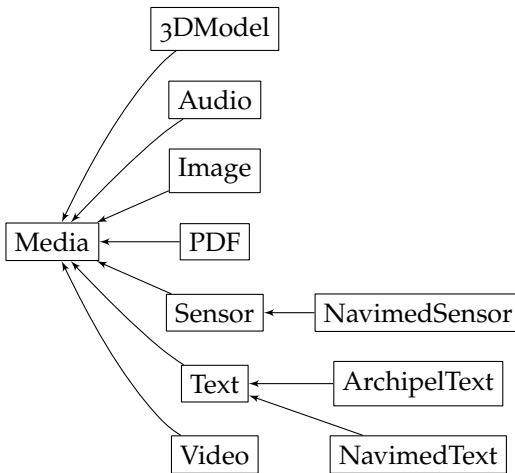 3DModel
Audio
Image
Media
PDF
Sensor
NavimedSensor
Text
ArchipelText
Video
NavimedText